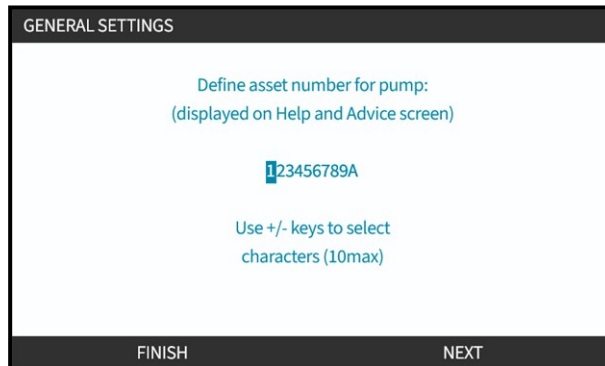 GENERAL SETTINGS
Define asset number for pump:
(displayed on Help and Advice screen)
123456789A
Use +/- keys to select
characters (10max)
FINISH NEXT